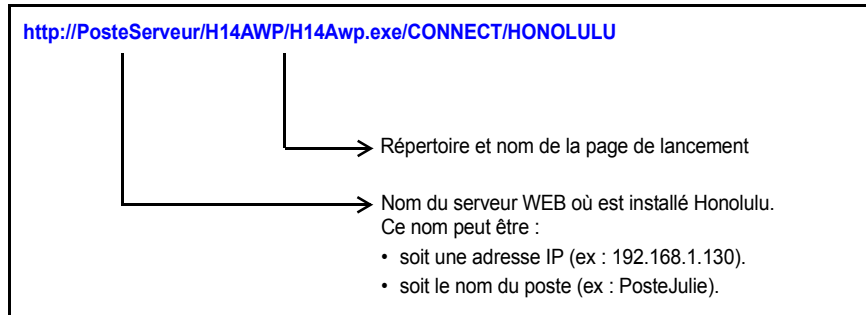 http://PosteServeur/H14AWP/H14Awp.exe/CONNECT/HONOLULU
Répertoire et nom de la page de lancement
Nom du serveur WEB où est installé Honolulu.
Ce nom peut être :
• soit une adresse IP (ex : 192.168.1.130).
• soit le nom du poste (ex : PosteJulie).